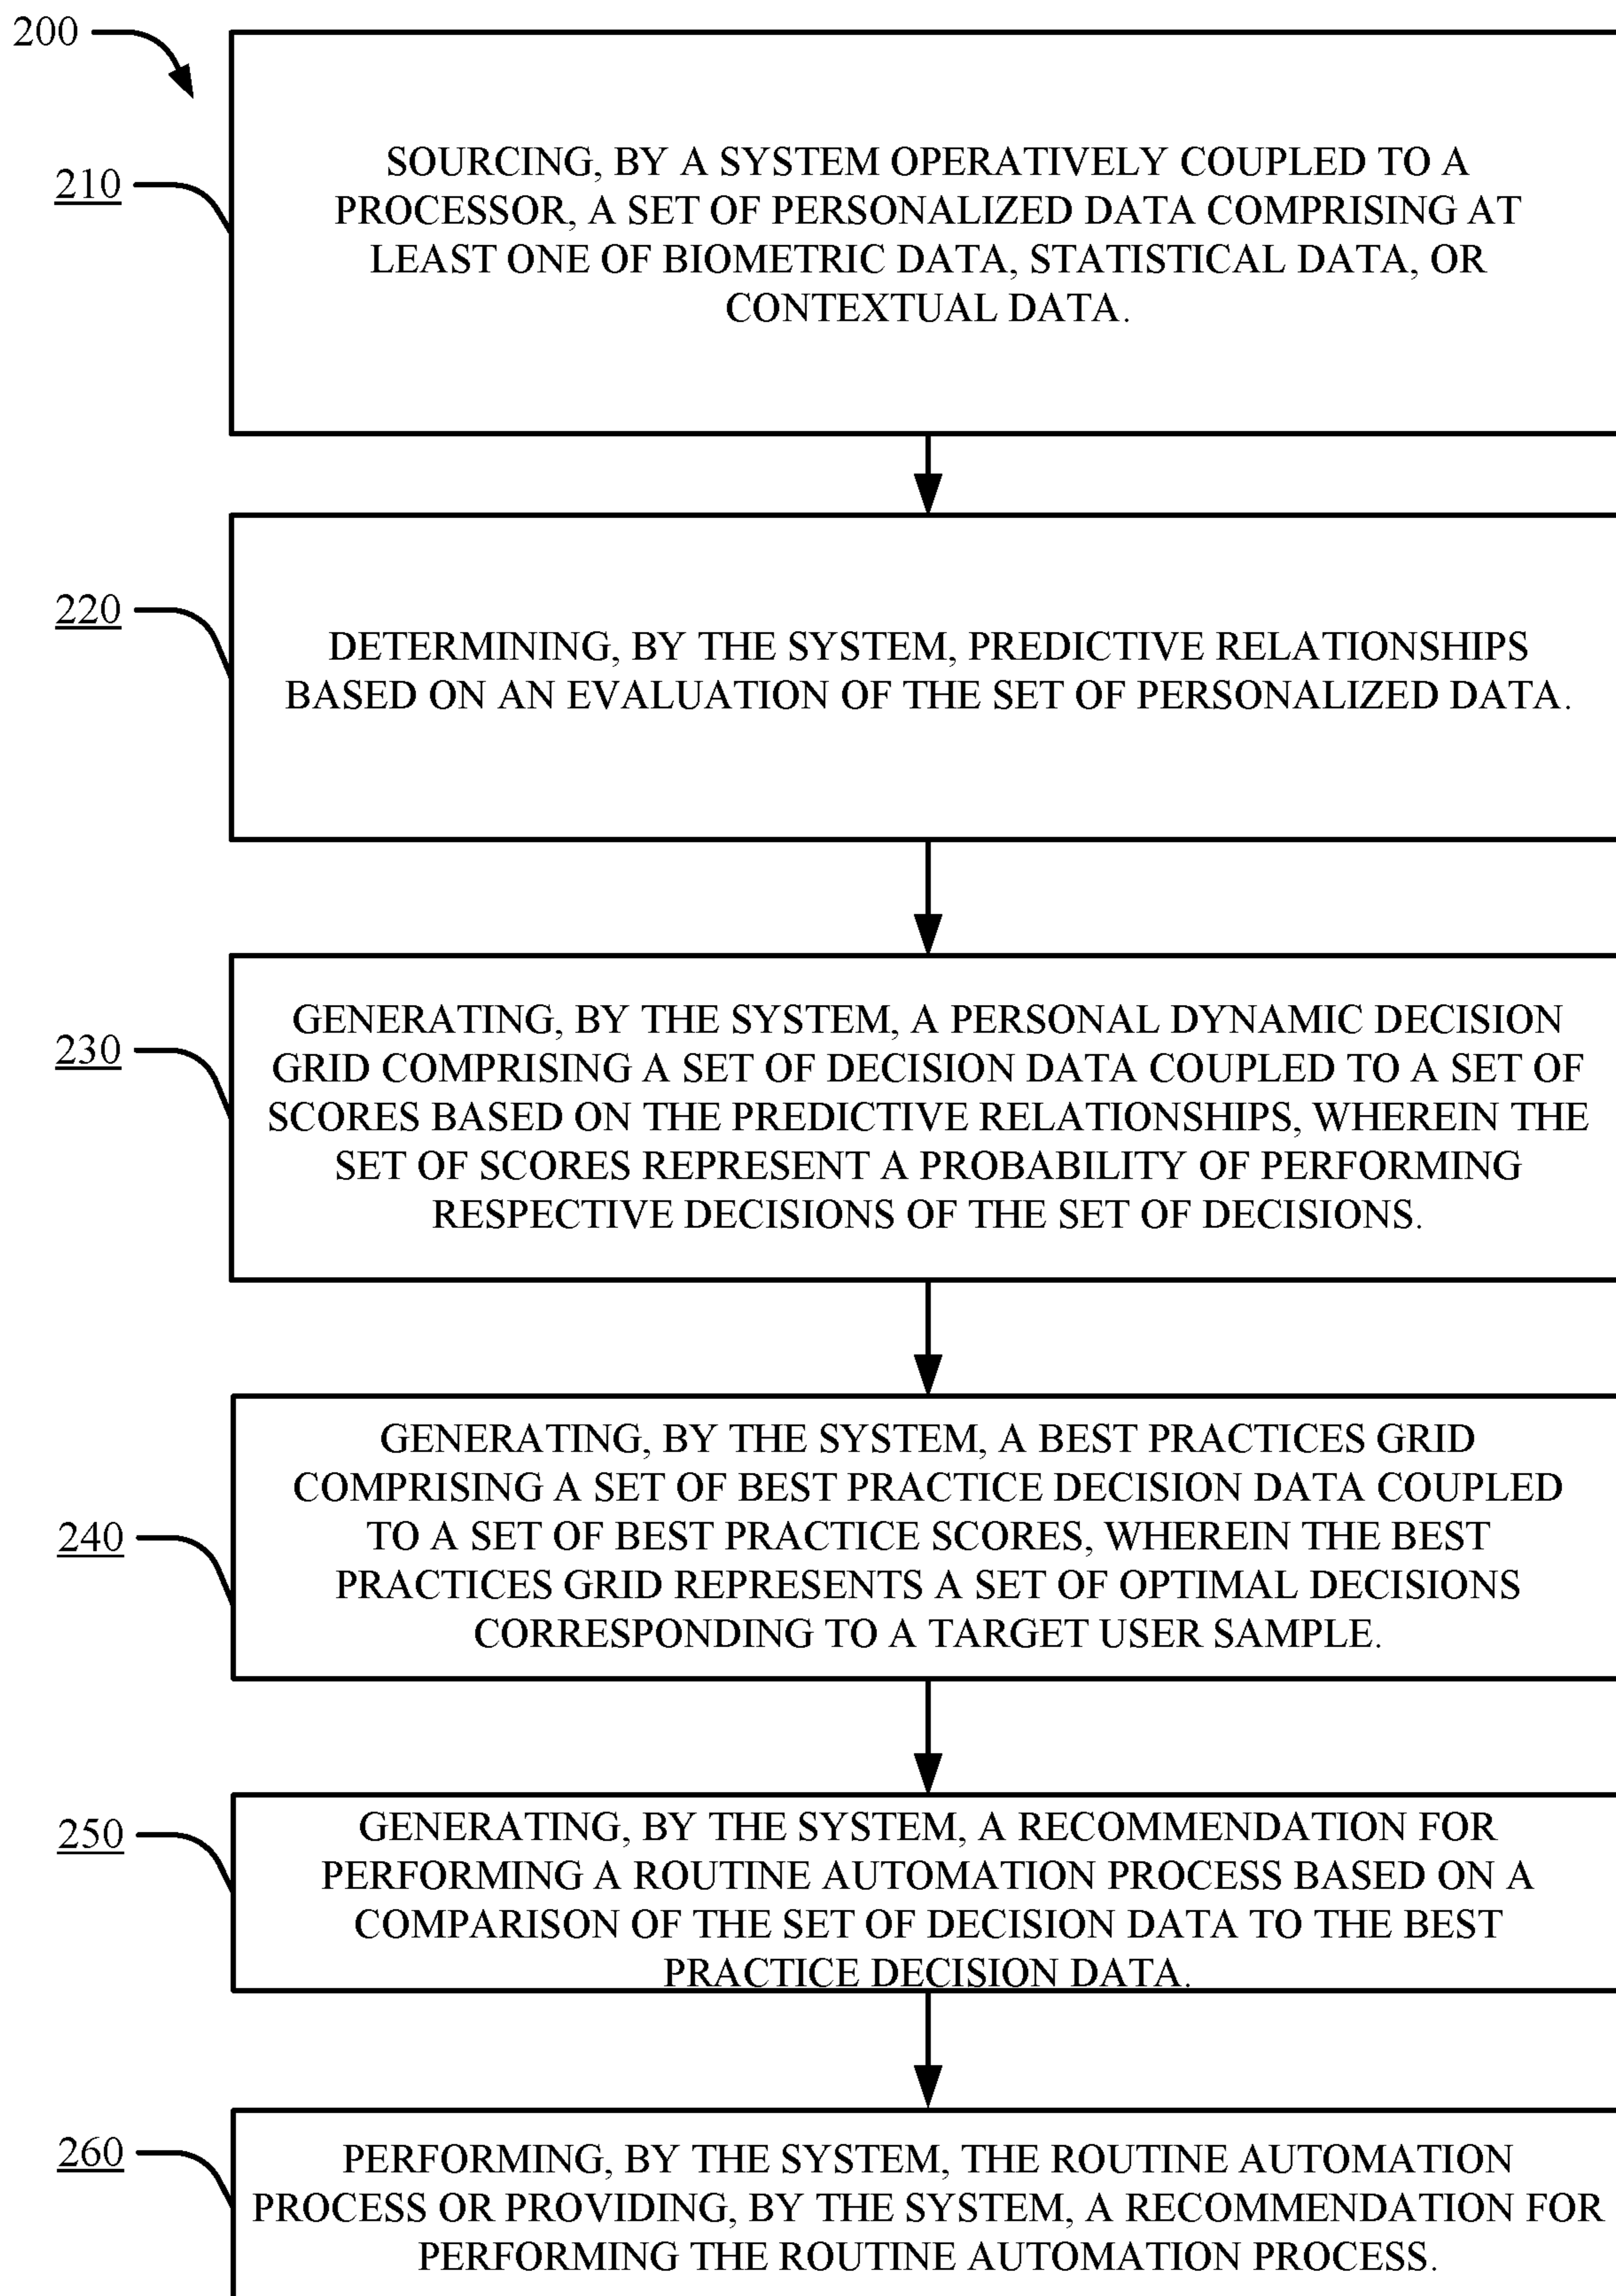 200
210
SOURCING, BY A SYSTEM OPERATIVELY COUPLED TO A
PROCESSOR, A SET OF PERSONALIZED DATA COMPRISING AT
LEAST ONE OF BIOMETRIC DATA, STATISTICAL DATA, OR
CONTEXTUAL DATA.
220
DETERMINING, BY THE SYSTEM, PREDICTIVE RELATIONSHIPS
BASED ON AN EVALUATION OF THE SET OF PERSONALIZED DATA.
230
GENERATING, BY THE SYSTEM, A PERSONAL DYNAMIC DECISION
GRID COMPRISING A SET OF DECISION DATA COUPLED TO A SET OF
SCORES BASED ON THE PREDICTIVE RELATIONSHIPS, WHEREIN THE
SET OF SCORES REPRESENT A PROBABILITY OF PERFORMING
RESPECTIVE DECISIONS OF THE SET OF DECISIONS.
240
GENERATING, BY THE SYSTEM, A BEST PRACTICES GRID
COMPRISING A SET OF BEST PRACTICE DECISION DATA COUPLED
TO A SET OF BEST PRACTICE SCORES, WHEREIN THE BEST
PRACTICES GRID REPRESENTS A SET OF OPTIMAL DECISIONS
CORRESPONDING TO A TARGET USER SAMPLE.
250
GENERATING, BY THE SYSTEM, A RECOMMENDATION FOR
PERFORMING A ROUTINE AUTOMATION PROCESS BASED ON A
COMPARISON OF THE SET OF DECISION DATA TO THE BEST
PRACTICE DECISION DATA.
260
PERFORMING, BY THE SYSTEM, THE ROUTINE AUTOMATION
PROCESS OR PROVIDING, BY THE SYSTEM, A RECOMMENDATION FOR
PERFORMING THE ROUTINE AUTOMATION PROCESS.